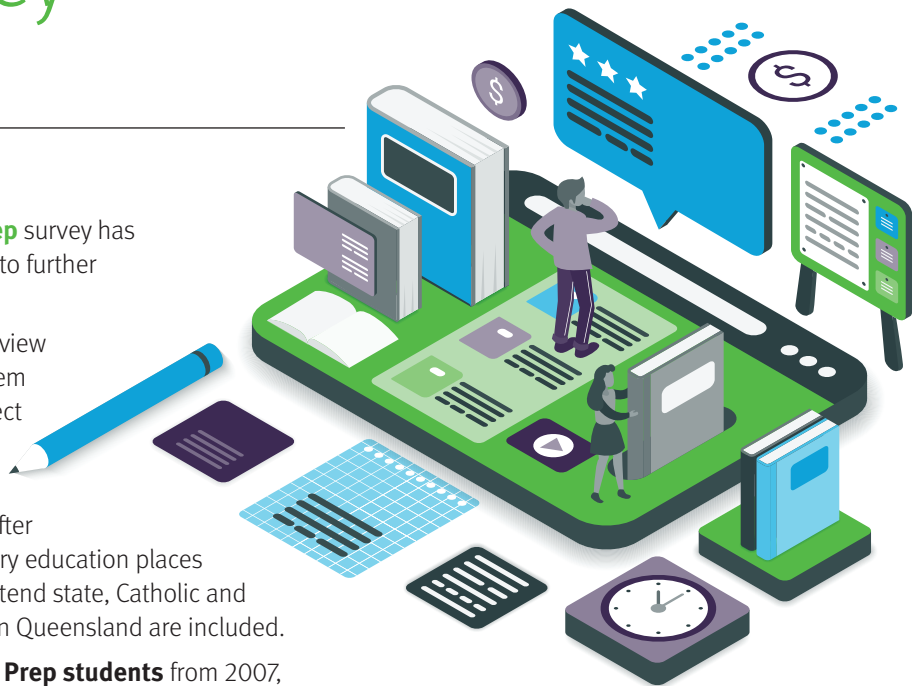 ep survey has
to further
view
em
ect
fter
ry education places
tend state, Catholic and
n Queensland are included.
Prep students from 2007,
$
$